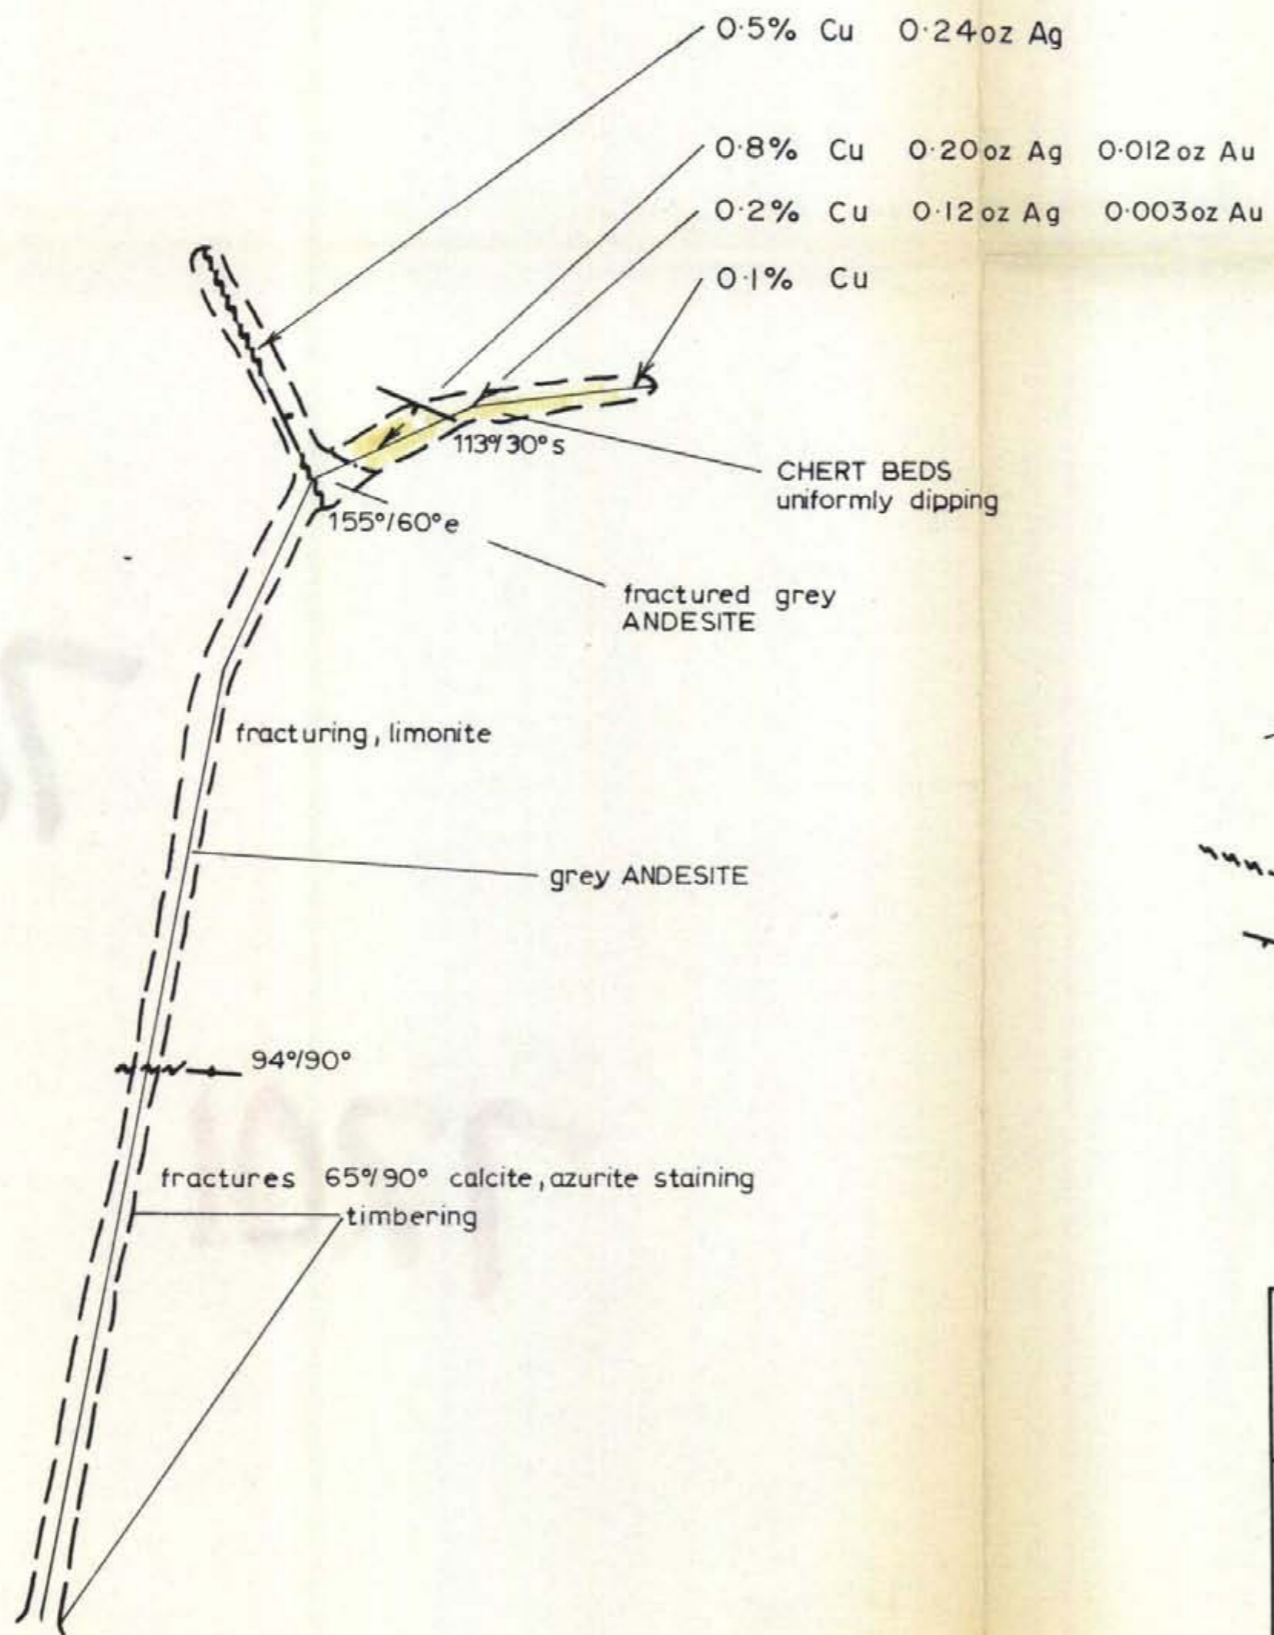 0.5% Cu 0.24oz Ag
0.8% Cu 0.20oz Ag 0.012oz Au
0.2% Cu 0.12oz Ag 0.003oz Au
0.1% Cu
113°/30°s
CHERT BEDS
uniformly dipping
155°/60°e
fractured grey
ANDESITE
fracturing, limonite
grey ANDESITE
94°/90°
fractures 65°/90° calcite, azurite staining
timbering